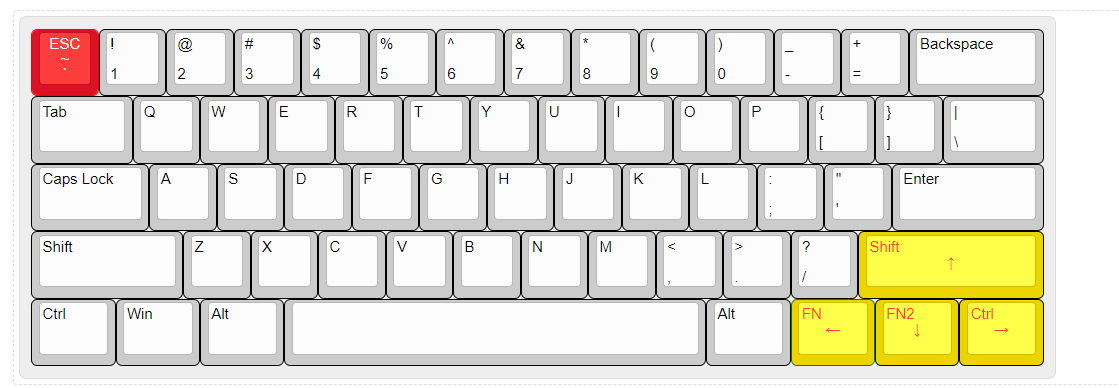 ESC ! @ # $ % ^ & * ( ) _ + Backspace
~
` 1 2 3 4 5 6 7 8 9 0 - =
Tab Q W E R T Y U I O P { } |
[ ] \
Caps Lock A S D F G H J K L : " Enter
; '
Shift Z X C V B N M < > ? Shift
↑
, . /
Ctrl Win Alt Alt FN FN2 Ctrl
← ↓ →